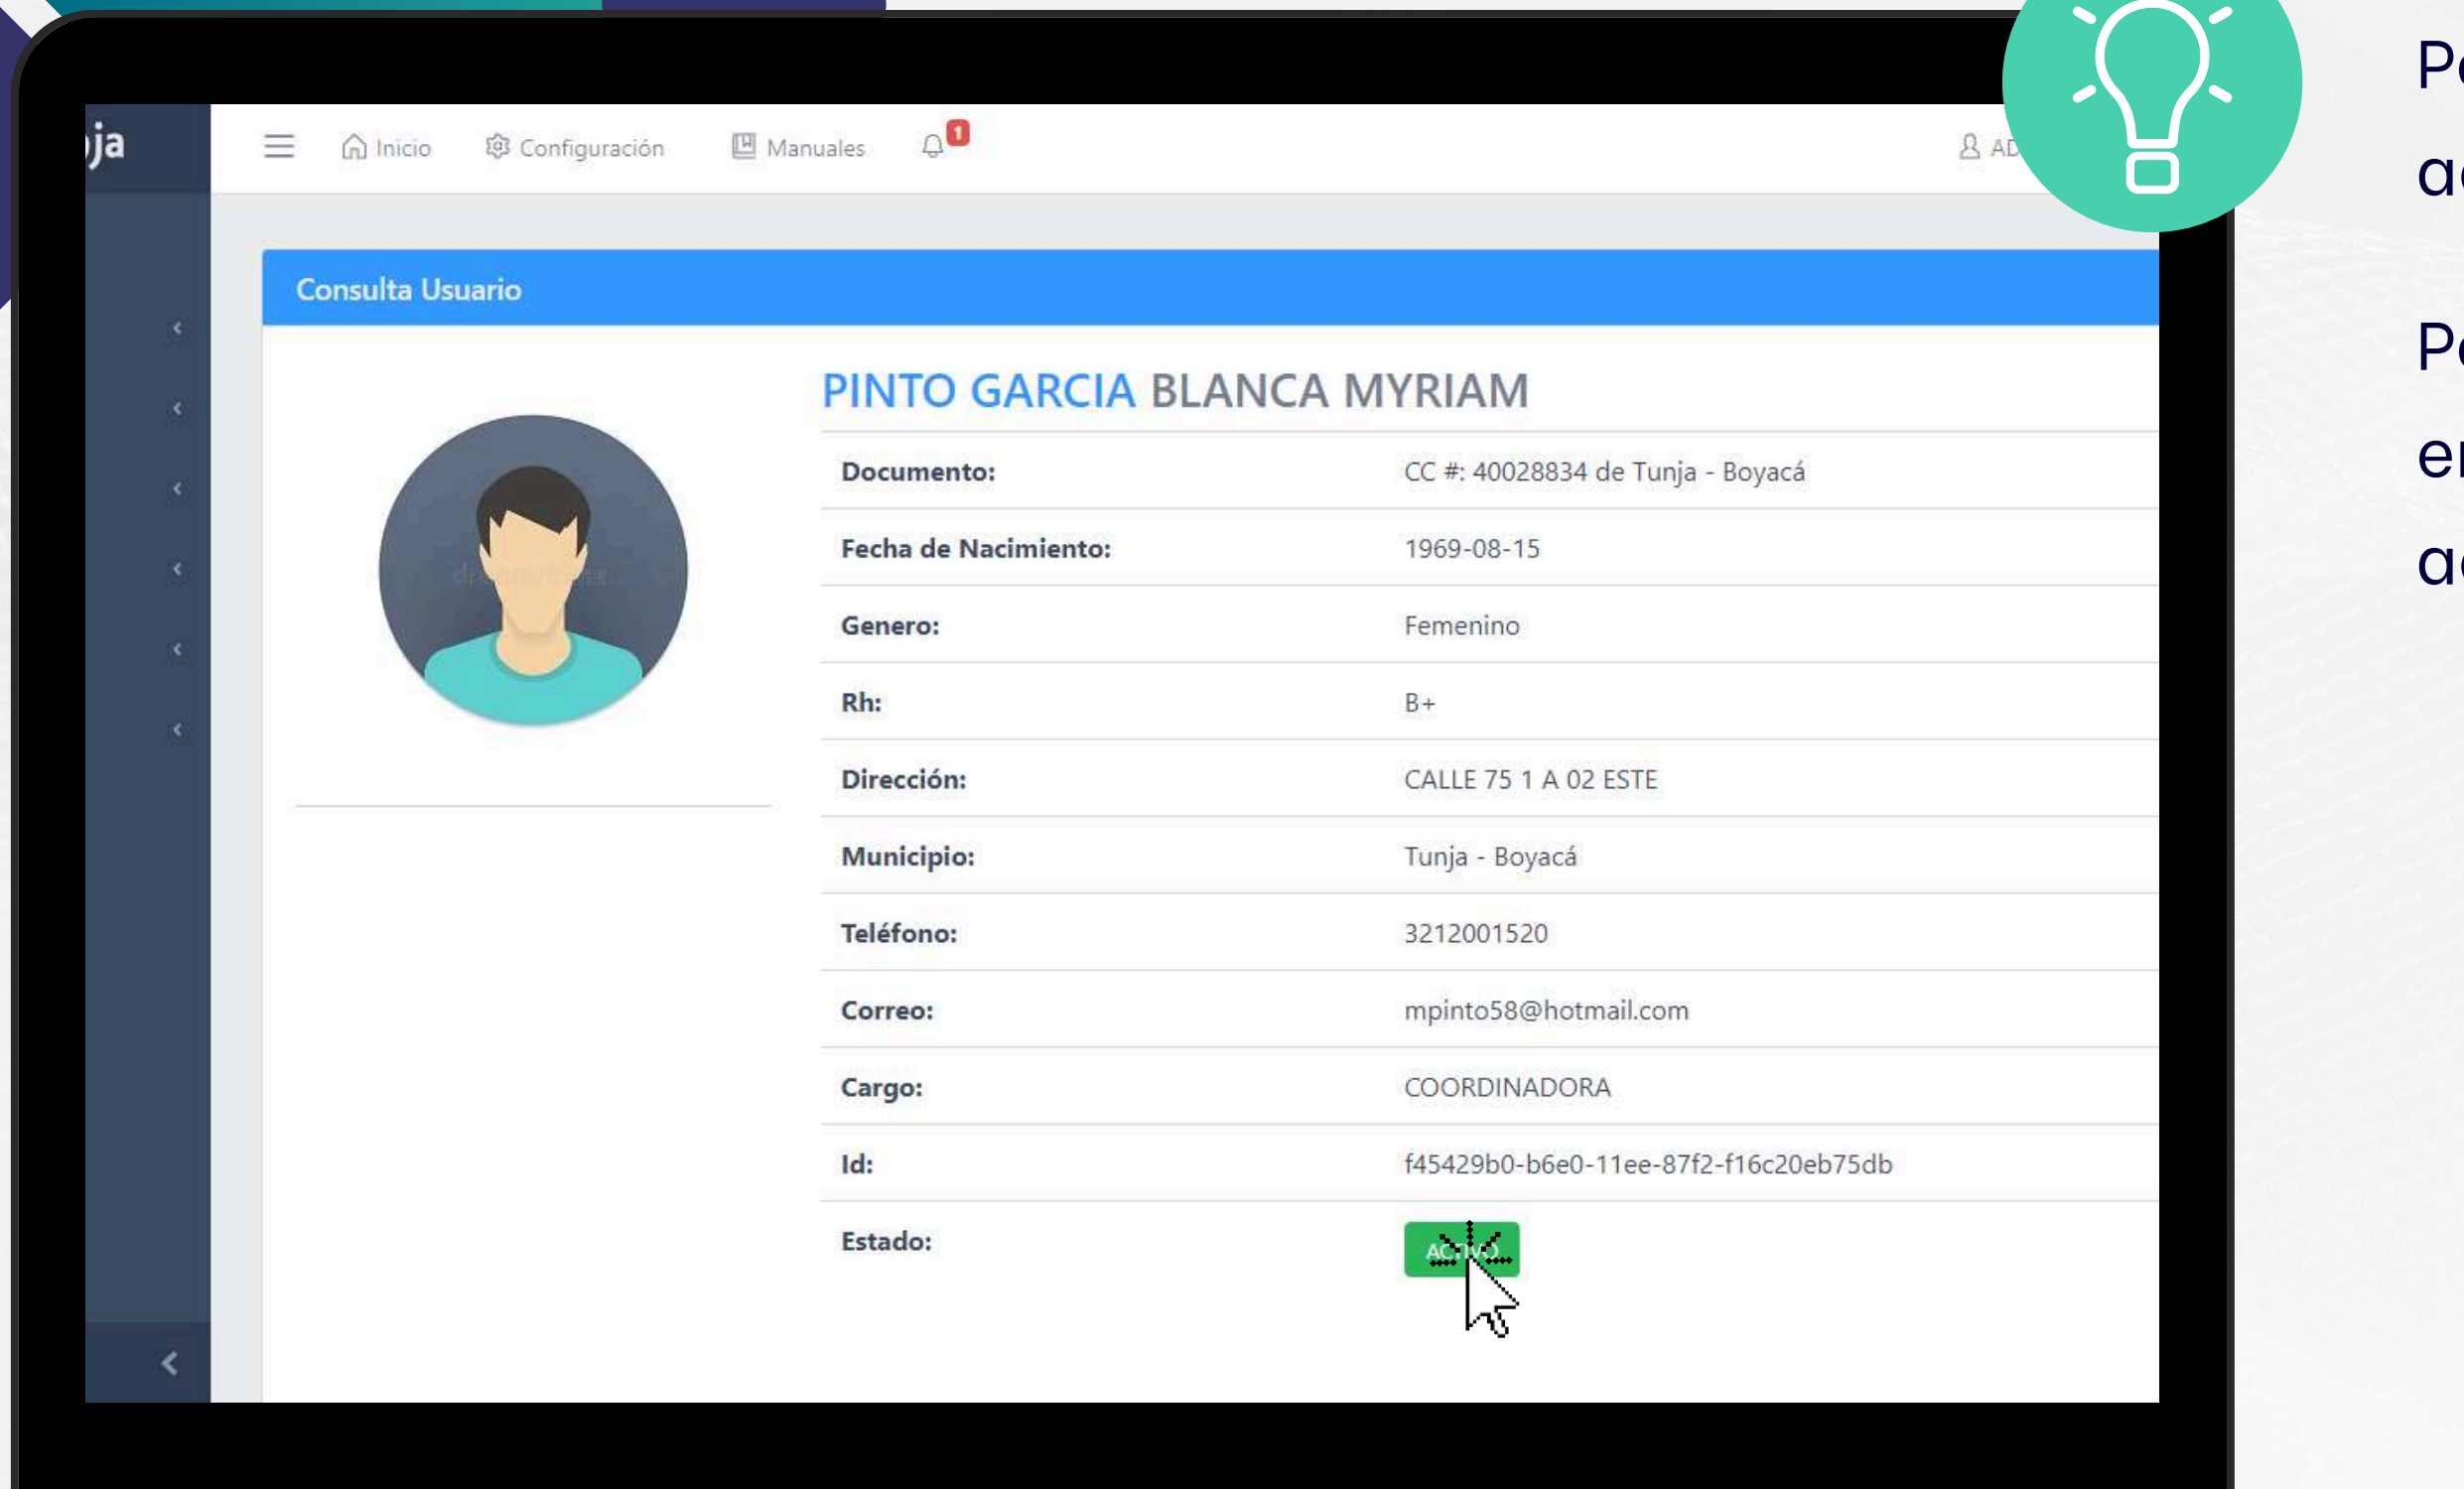 Inicio Configuración Manuales 1
Consulta Usuario
PINTO GARCIA BLANCA MYRIAM
Documento: CC #: 40028834 de Tunja - Boyacá
Fecha de Nacimiento: 1969-08-15
Genero: Femenino
Rh: B+
Dirección: CALLE 75 1 A 02 ESTE
Municipio: Tunja - Boyacá
Teléfono: 3212001520
Correo: mpinto58@hotmail.com
Cargo: COORDINADORA
Id: f45429b0-b6e0-11ee-87f2-f16c20eb75db
Estado: ACTIVO